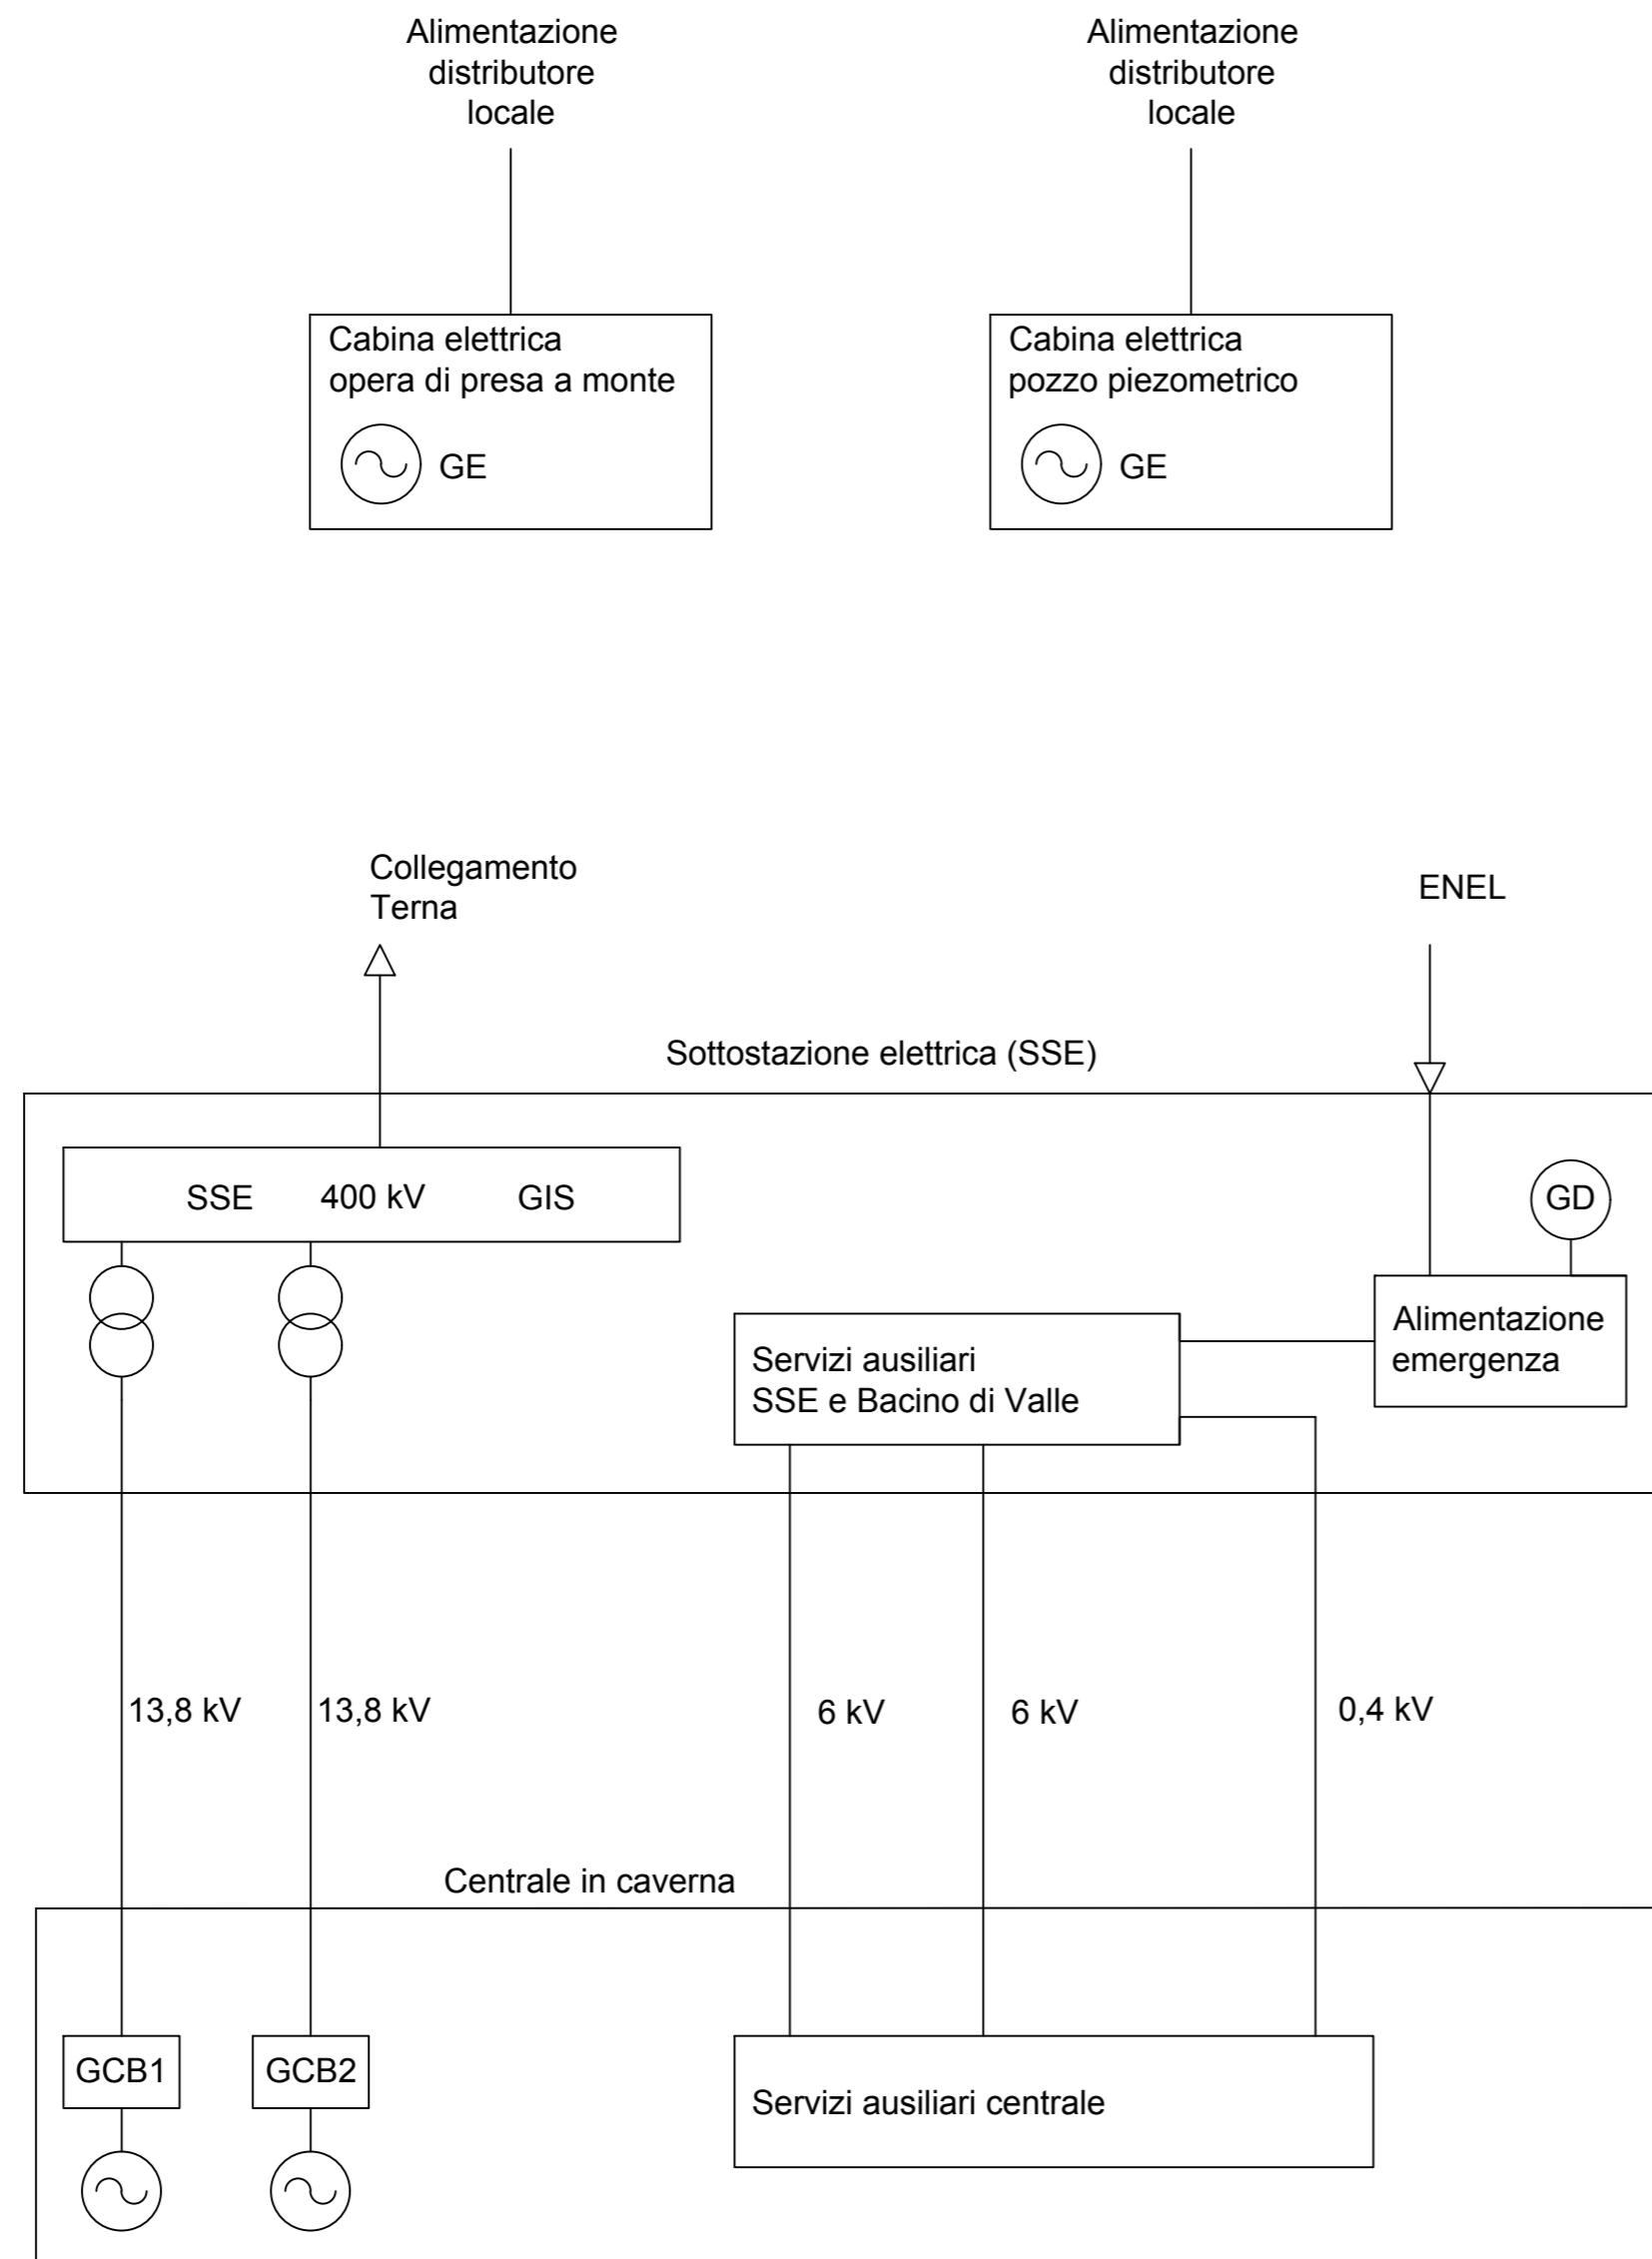 Alimentazione
distributore
locale
Alimentazione
distributore
locale
Cabina elettrica
opera di presa a monte
GE
Cabina elettrica
pozzo piezometrico
GE
Collegamento
Terna
ENEL
Sottostazione elettrica (SSE)
SSE 400 kV GIS
GD
Servizi ausiliari
SSE e Bacino di Valle
Alimentazione
emergenza
13,8 kV
13,8 kV
6 kV
6 kV
0,4 kV
Centrale in caverna
GCB1
GCB2
Servizi ausiliari centrale